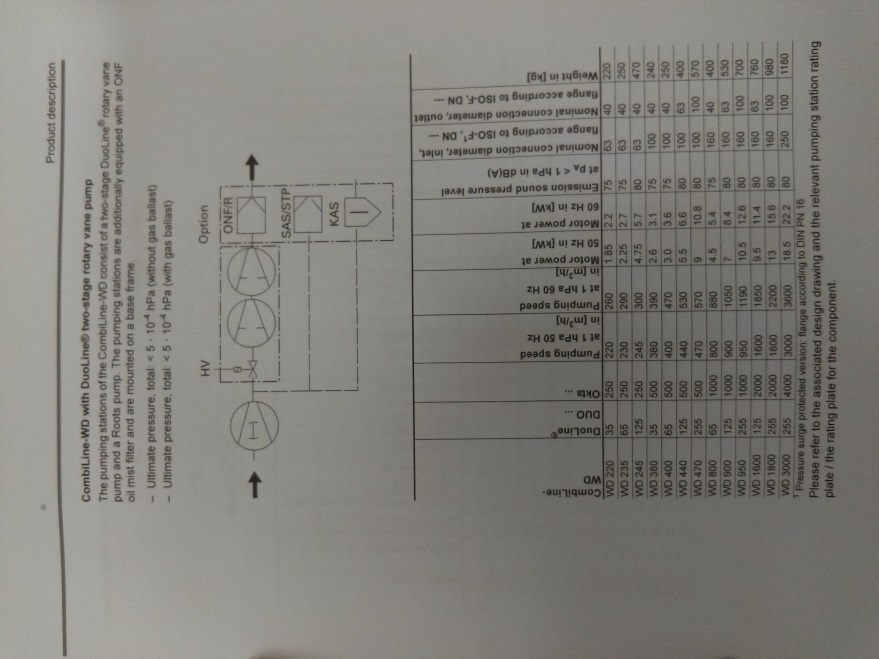 Product description
CombiLine-WD with DuoLine® two-stage rotary vane pump
The pumping stations of the CombiLine-WD consist of a two-stage DuoLine® rotary vane
pump and a Roots pump. The pumping stations are additionally equipped with an ONF
oil mist filter and are mounted on a base frame.
– Ultimate pressure, total: < 5 · 10⁻⁴ hPa (without gas ballast)
– Ultimate pressure, total: < 5 · 10⁻⁴ hPa (with gas ballast)
Option
HV
ONF/R
SAS/STP
KAS
CombiLine-WD | DuoLine® DUO ... | Okta ... | Pumping speed at 1 hPa 50 Hz in [m³/h] | Pumping speed at 1 hPa 60 Hz in [m³/h] | Motor power at 50 Hz in [kW] | Motor power at 60 Hz in [kW] | Emission sound pressure level at pA < 1 hPa in dB(A) | Nominal connection diameter, inlet, flange according to ISO-F¹, DN — | Nominal connection diameter, outlet flange according to ISO-F, DN — | Weight in [kg]
WD 220 35 250 220 260 1.85 2.2 75 63 40 220
WD 235 65 250 230 290 2.25 2.7 75 63 40 250
WD 245 125 250 245 300 4.75 5.7 80 63 40 470
WD 380 35 500 380 390 2.6 3.1 75 100 40 240
WD 400 65 500 400 470 3.0 3.6 75 100 40 250
WD 440 125 500 440 530 5.5 6.6 80 100 63 400
WD 470 255 500 470 570 9 10.8 80 100 100 570
WD 800 65 1000 800 880 4.5 5.4 75 160 40 400
WD 900 125 1000 900 1050 7 8.4 80 160 63 530
WD 950 255 1000 950 1190 10.5 12.6 80 160 100 700
WD 1600 125 2000 1600 1850 9.5 11.4 80 160 63 760
WD 1800 255 2000 1800 2200 13 15.6 80 160 100 980
WD 3000 255 4000 3000 3600 18.5 22.2 80 250 100 1180
¹ Pressure surge protected version: flange according to DIN PN 16
Please refer to the associated design drawing and the relevant pumping station rating
plate / the rating plate for the component.